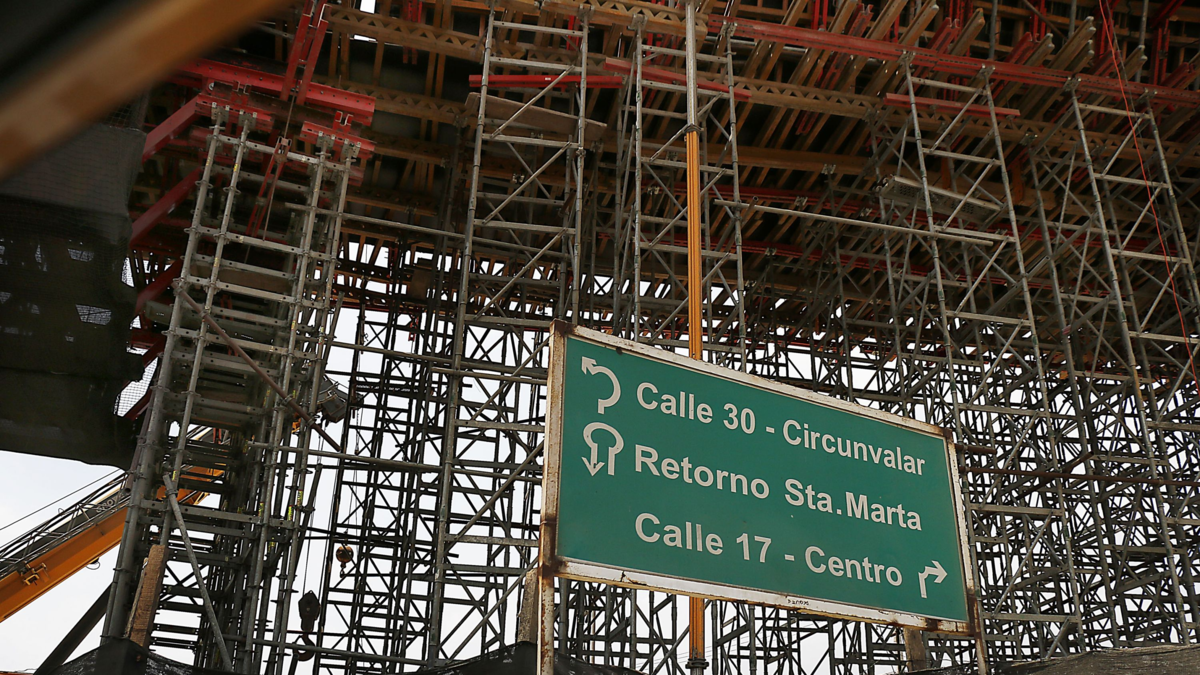 Calle 30 - Circunvalar
Retorno Sta. Marta
Calle 17 - Centro